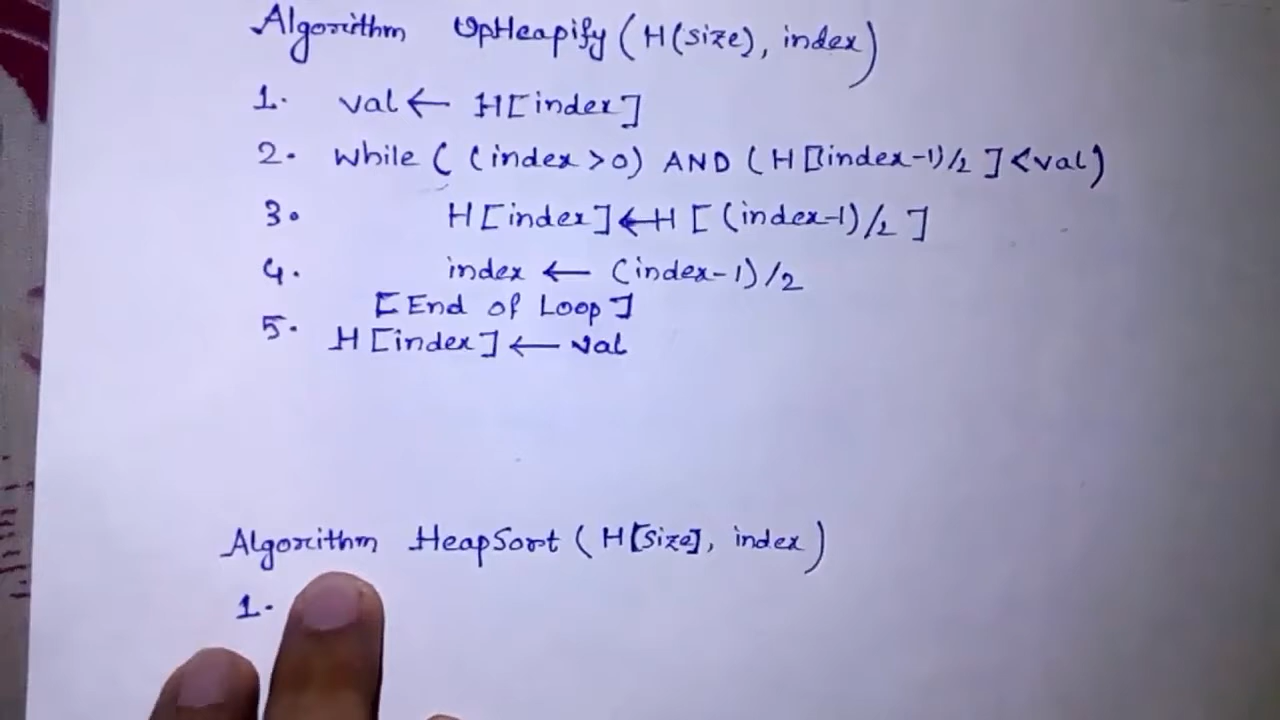 Algorithm UpHeapify (H(size), index)
1. val ← H[index]
2. While ( (index >0) AND ( H [(index-1)/2 ] < val)
3. H[index] ← H [ (index-1)/2 ]
4. index ← (index-1)/2
[End of Loop]
5. H [index] ← val
Algorithm HeapSort ( H[size], index )
1.